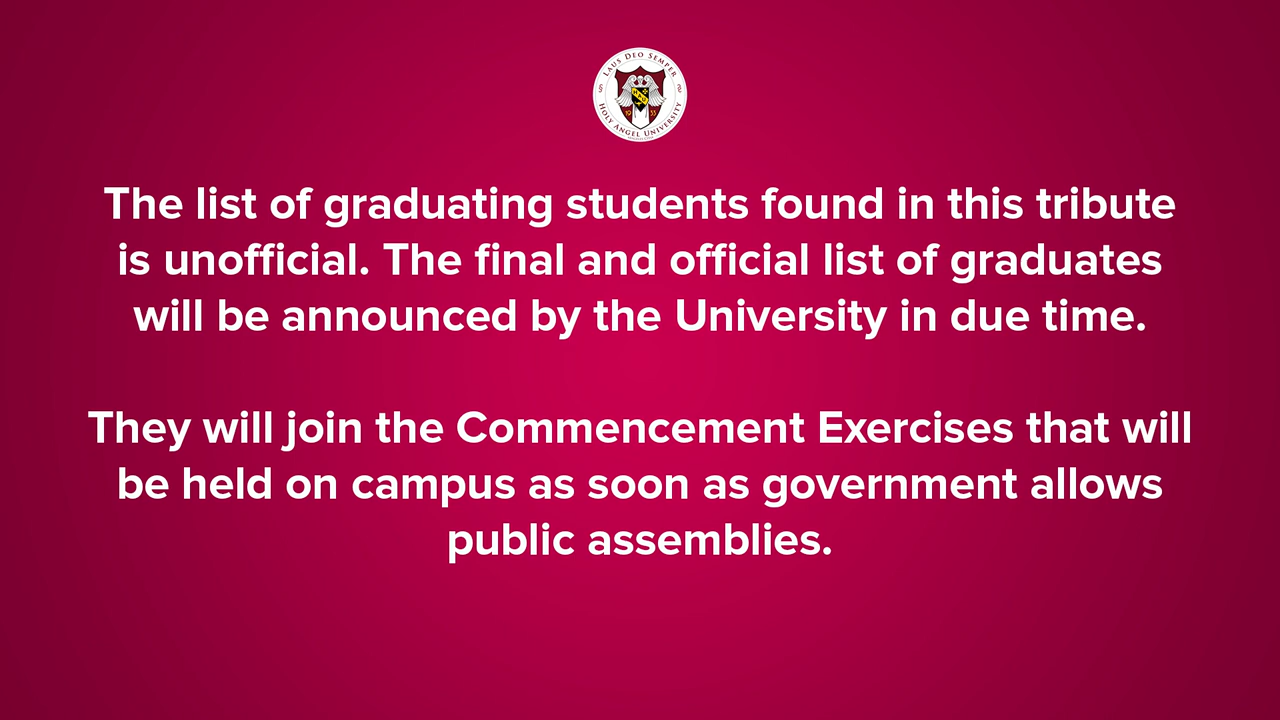 LAUS DEO SEMPER
HOLY ANGEL UNIVERSITY
The list of graduating students found in this tribute
is unofficial. The final and official list of graduates
will be announced by the University in due time.
They will join the Commencement Exercises that will
be held on campus as soon as government allows
public assemblies.